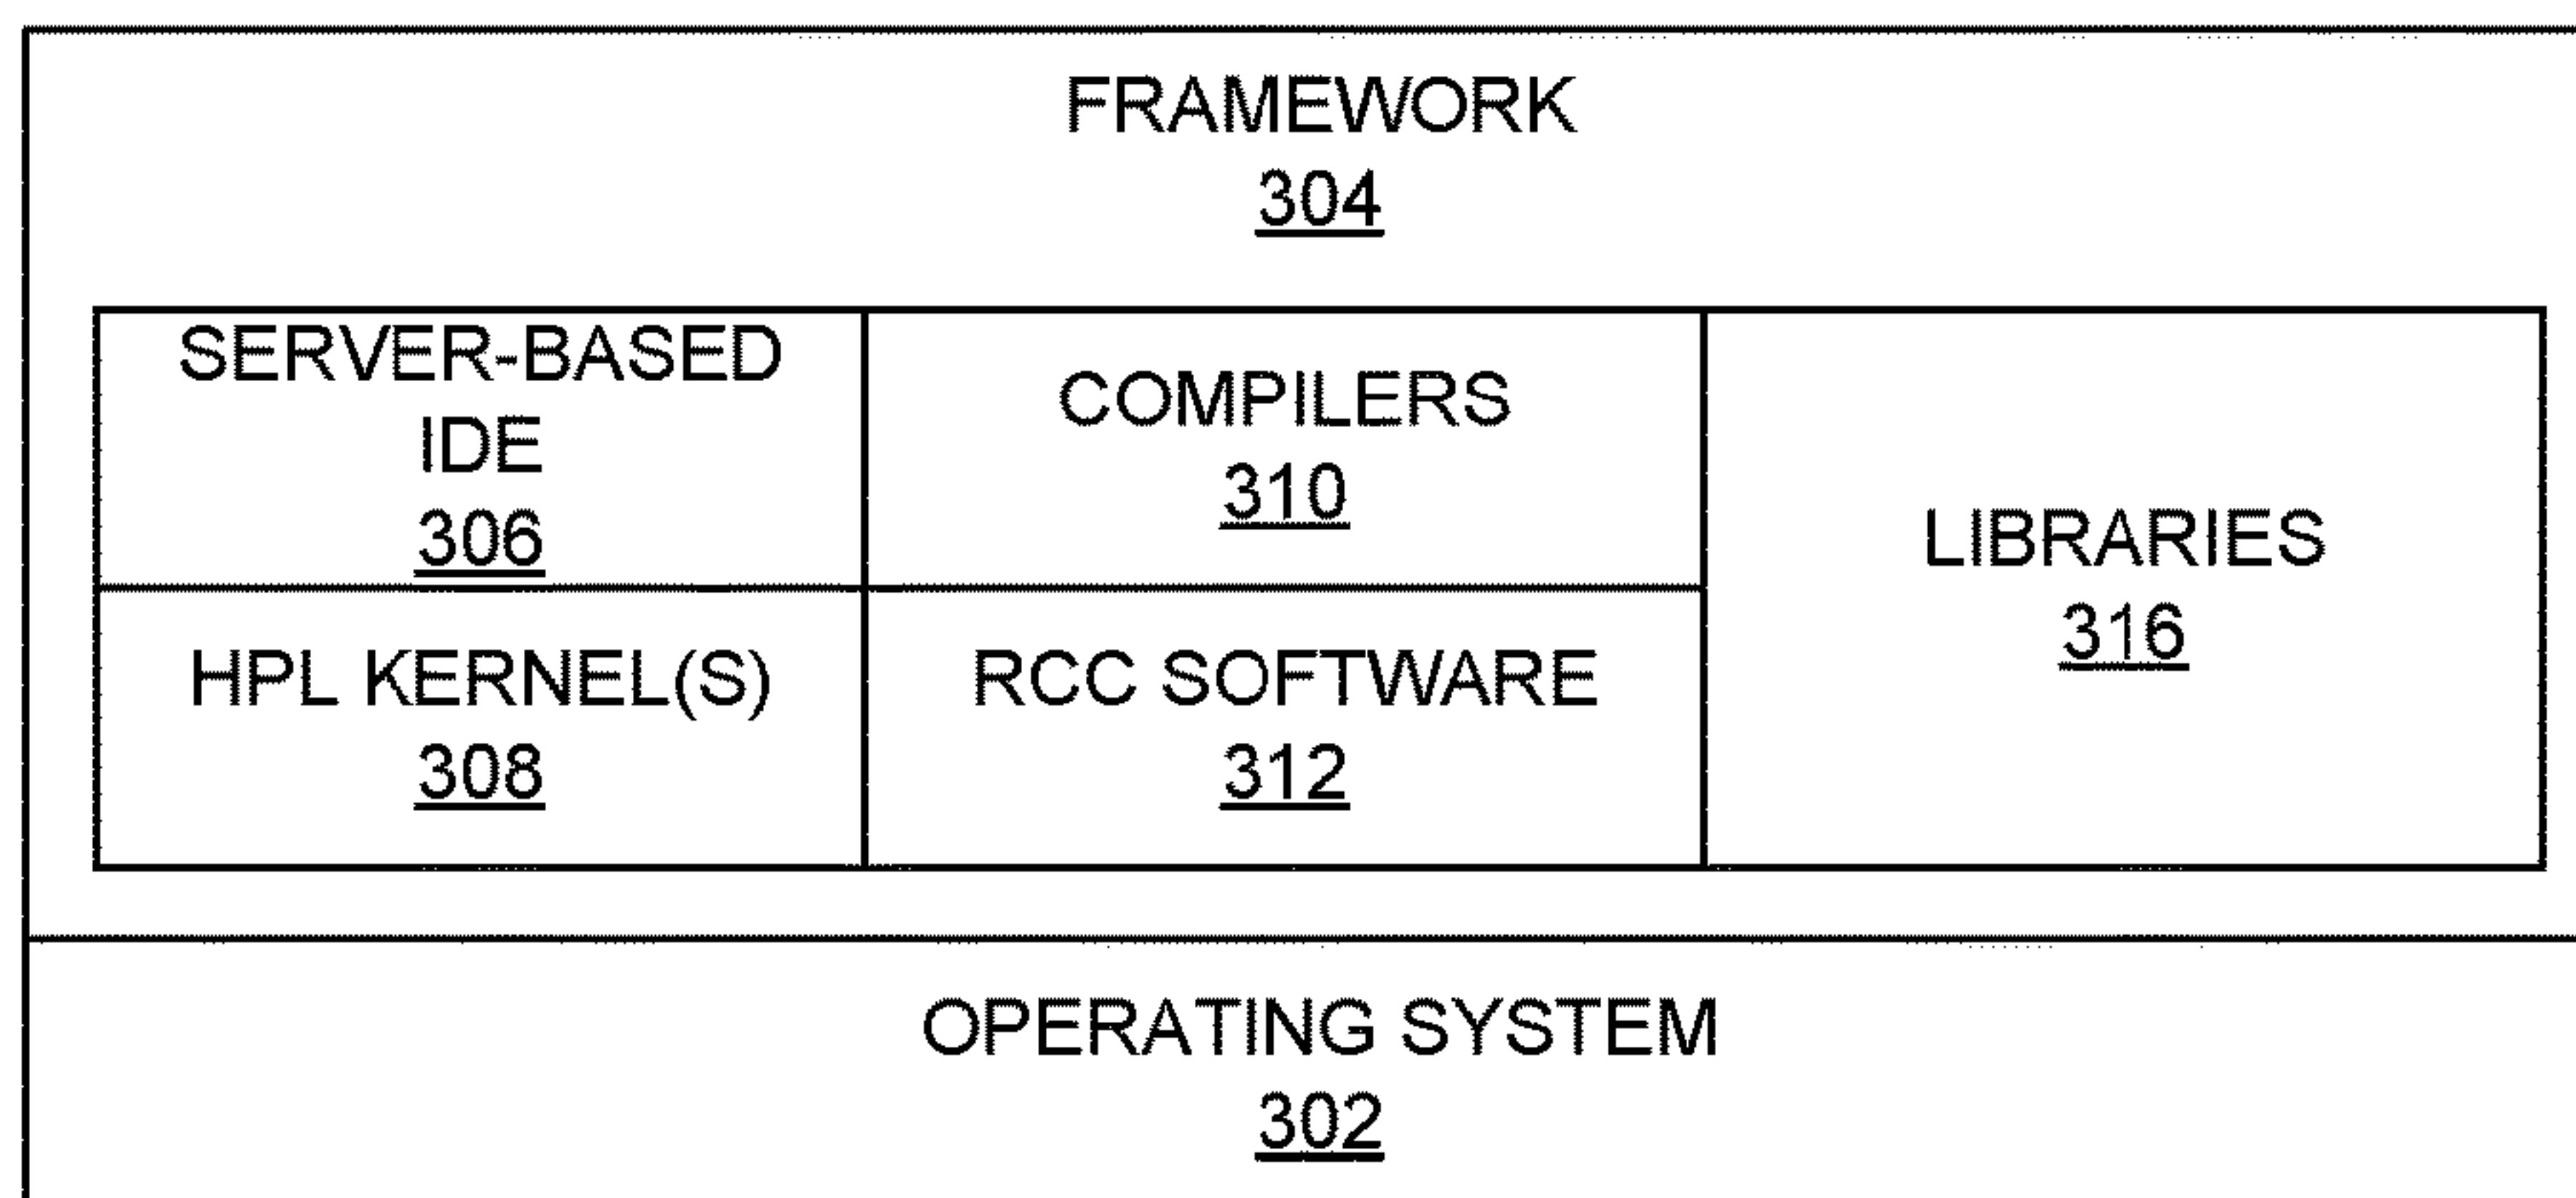 FRAMEWORK
304
SERVER-BASED
IDE
306
COMPILERS
310
LIBRARIES
316
HPL KERNEL(S)
308
RCC SOFTWARE
312
OPERATING SYSTEM
302